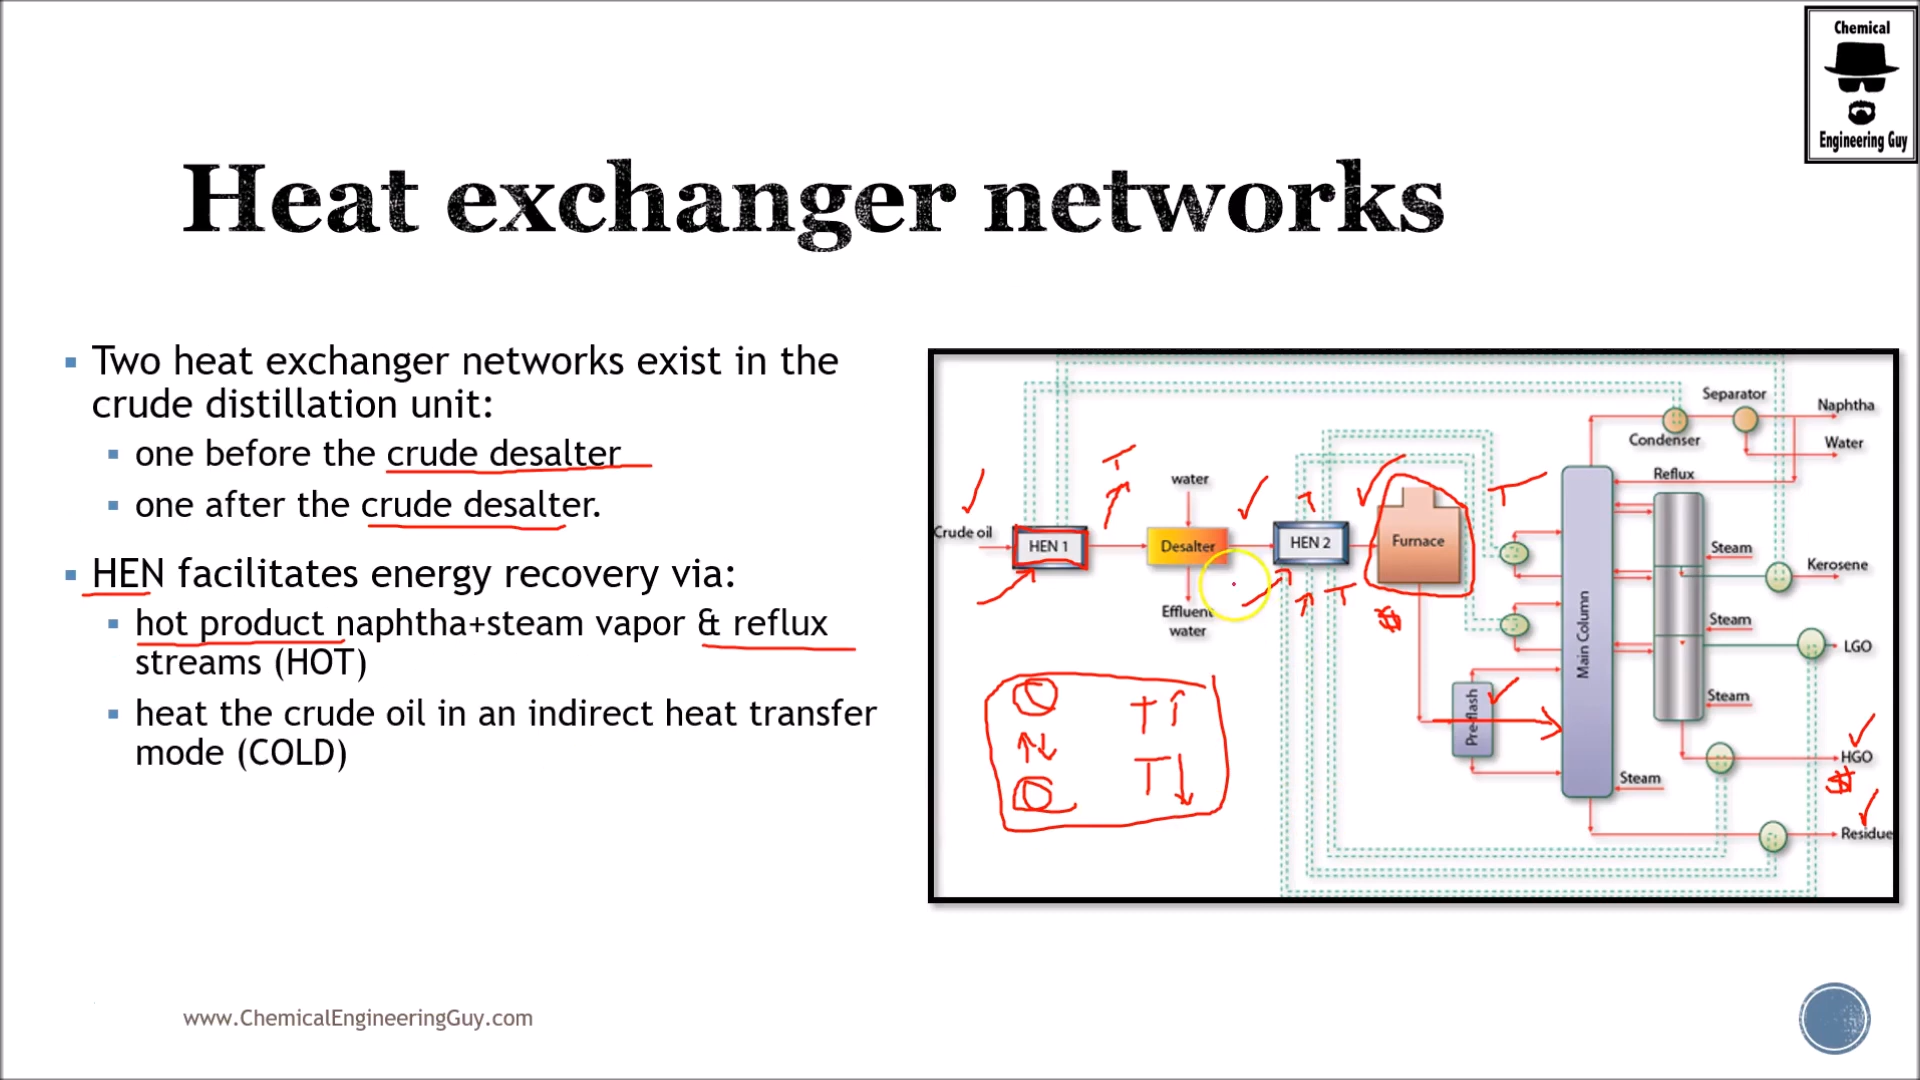 Chemical
Engineering Guy
Heat exchanger networks
Two heat exchanger networks exist in the
crude distillation unit:
one before the crude desalter
one after the crude desalter.
HEN facilitates energy recovery via:
hot product naphtha+steam vapor & reflux
streams (HOT)
heat the crude oil in an indirect heat transfer
mode (COLD)
Separator
Naphtha
Condenser
Water
Reflux
T
water
T
Crude oil
HEN 1
Desalter
HEN 2
Furnace
Steam
Kerosene
T
Effluent
water
$
Steam
LGO
Main Column
Pre-flash
Steam
T
T
HGO
$
Steam
Residue
www.ChemicalEngineeringGuy.com